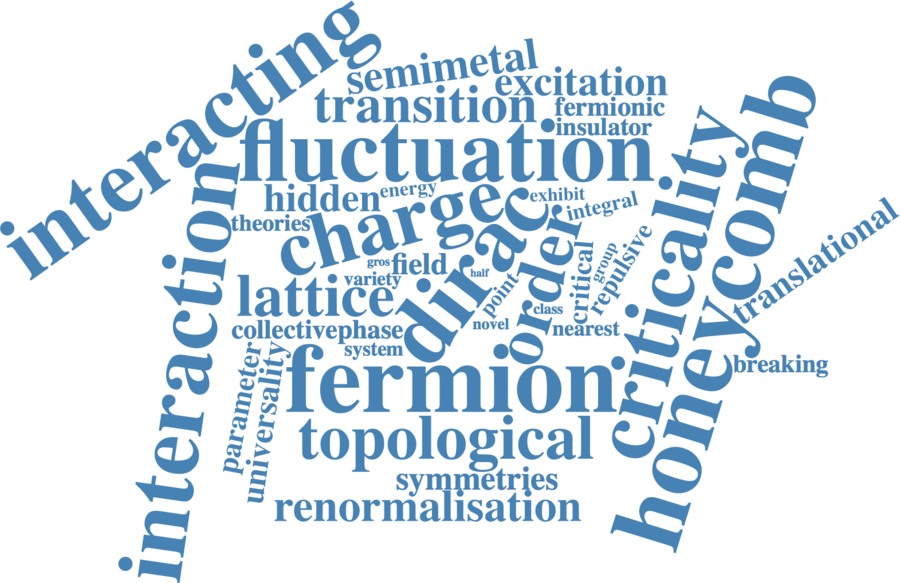 interacting
semimetal
excitation
transition
fermionic
insulator
fluctuation
hidden
energy
exhibit
integral
theories
charge
dirac
order
criticality
honeycomb
translational
interaction
gros
field
half
variety
point
critical
group
repulsive
lattice
class
novel
nearest
collectivephase
system
parameter
universality
fermion
breaking
topological
symmetries
renormalisation